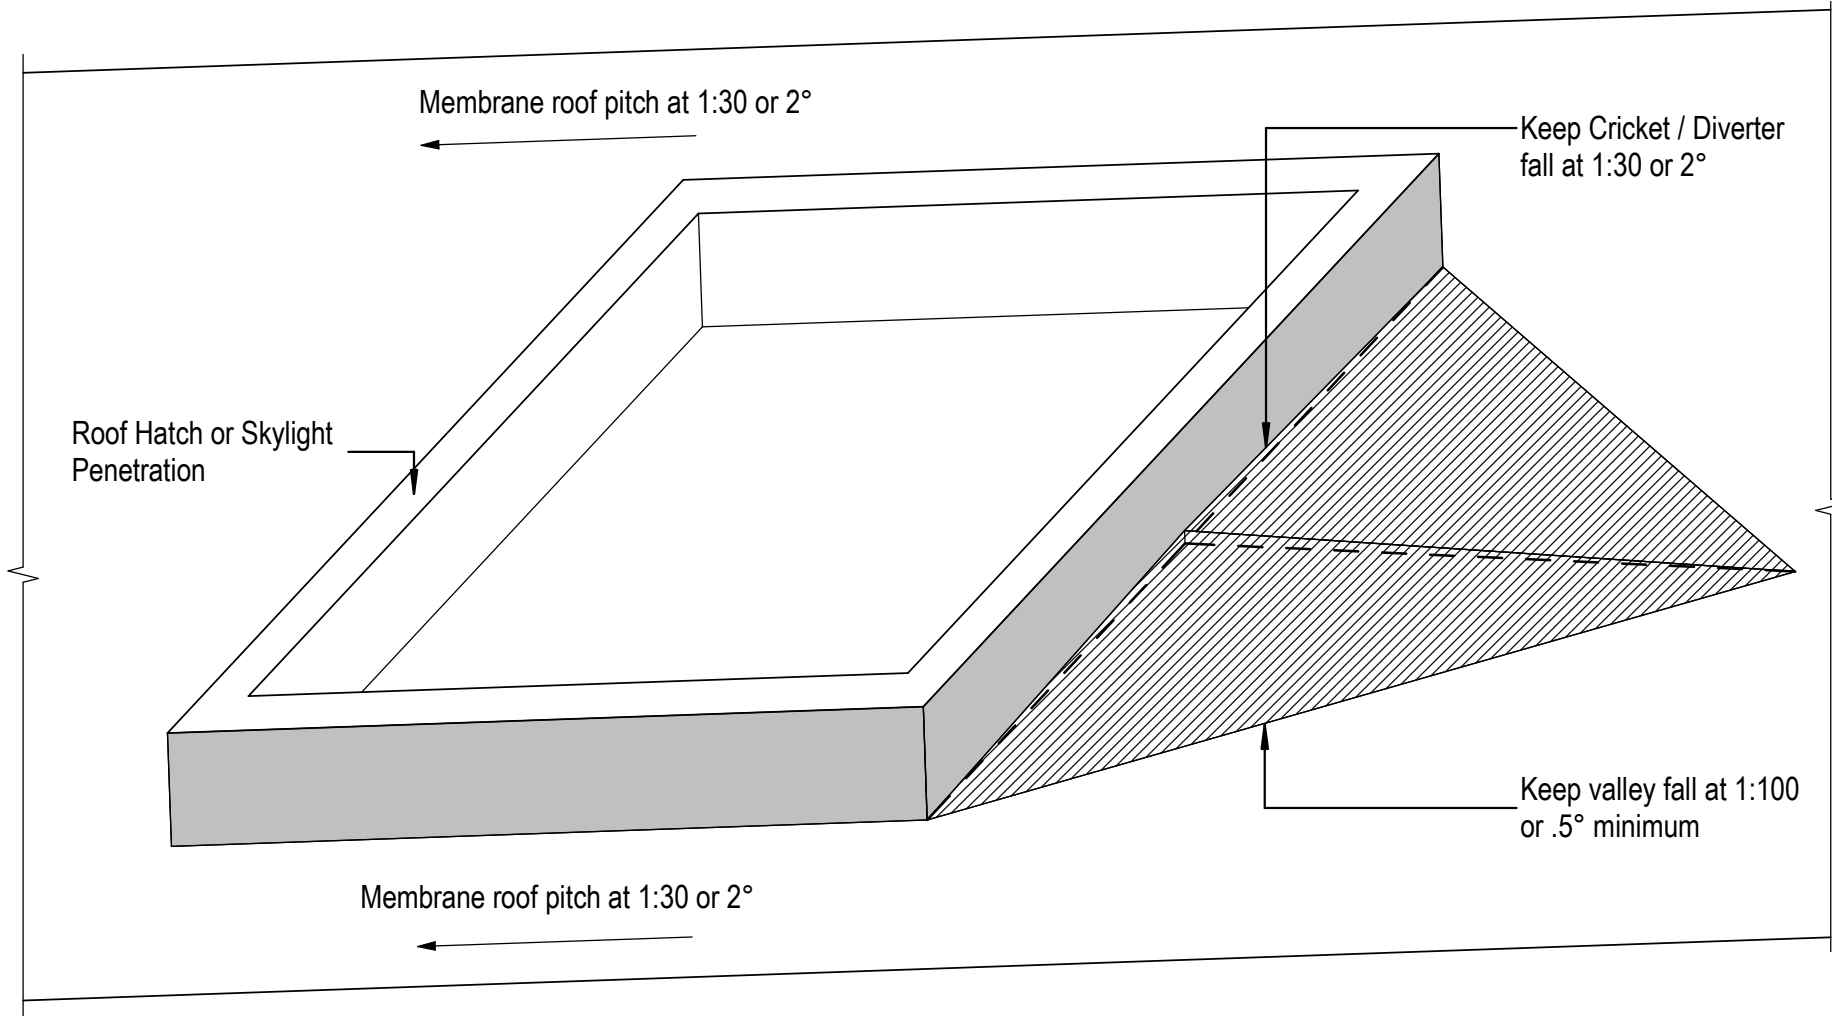 Membrane roof pitch at 1:30 or 2°
Keep Cricket / Diverter
fall at 1:30 or 2°
Roof Hatch or Skylight
Penetration
Keep valley fall at 1:100
or .5° minimum
Membrane roof pitch at 1:30 or 2°